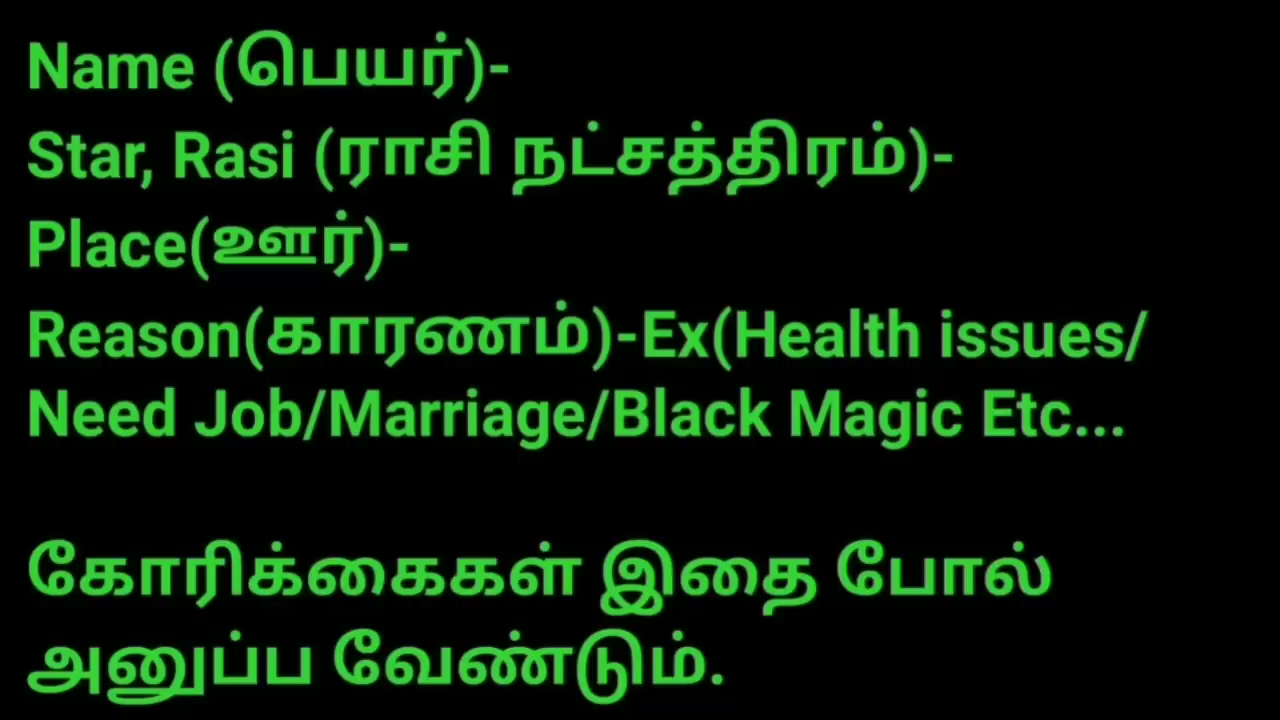 Name (பெயர்)-
Star, Rasi (ராசி நட்சத்திரம்)-
Place(ஊர்)-
Reason(காரணம்)-Ex(Health issues/
Need Job/Marriage/Black Magic Etc...
கோரிக்கைகள் இதை போல்
அனுப்ப வேண்டும்.